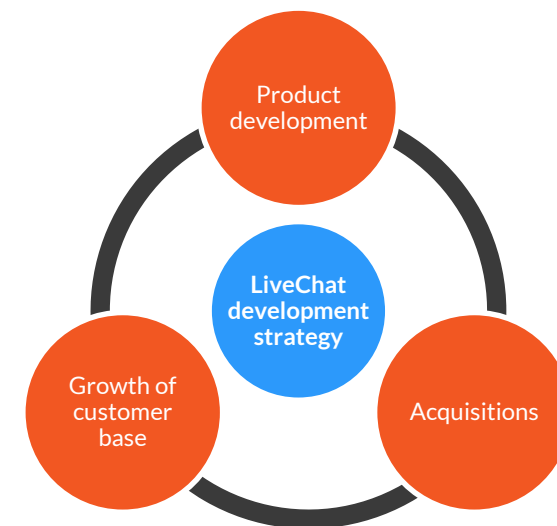 Product
development
LiveChat
development
strategy
Growth of
customer
base
Acquisitions